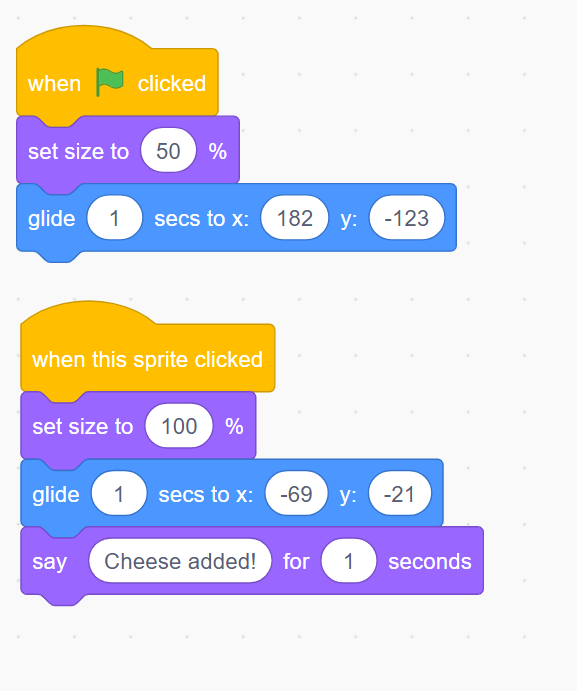 when clicked
set size to 50 %
glide 1 secs to x: 182 y: -123
when this sprite clicked
set size to 100 %
glide 1 secs to x: -69 y: -21
say Cheese added! for 1 seconds